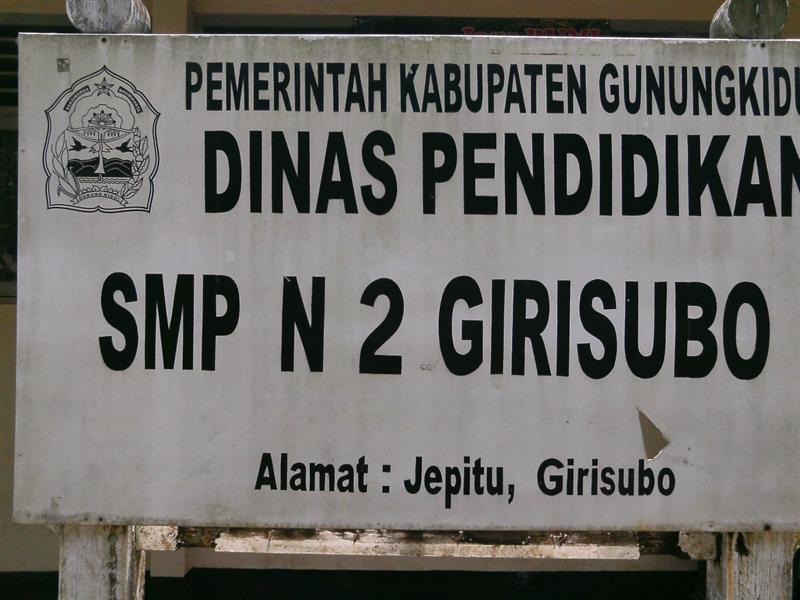 PEMERINTAH KABUPATEN GUNUNGKIDU
DINAS PENDIDIKAN
SMP N 2 GIRISUBO
Alamat : Jepitu, Girisubo